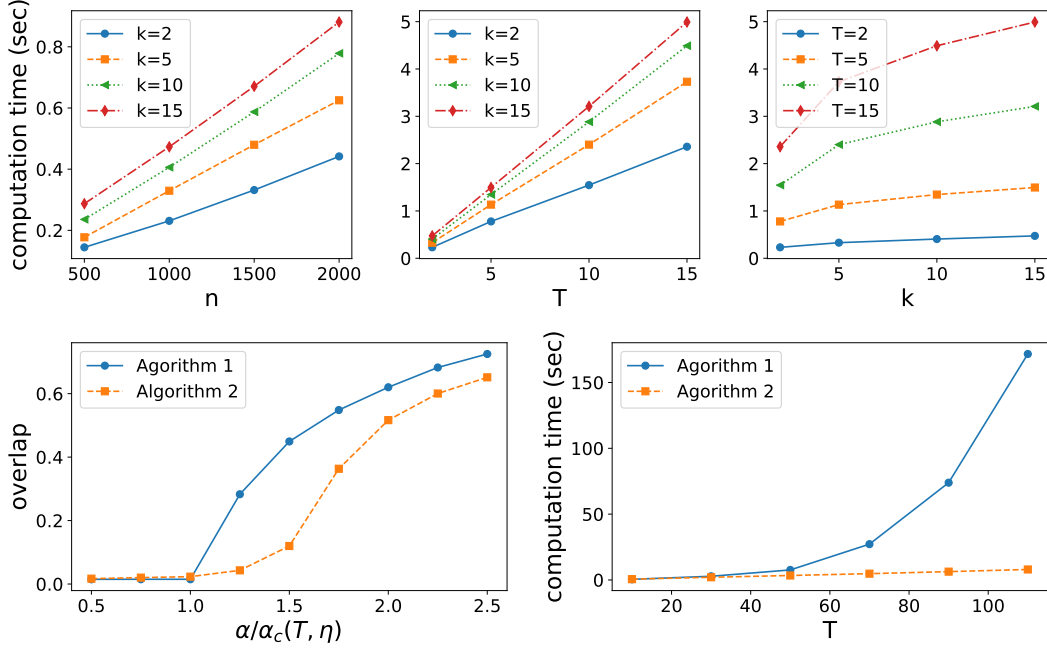 computation time (sec)
0.8
0.6
0.4
0.2
500
1000
1500
2000
n
k=2
k=5
k=10
k=15
5
4
3
2
1
0
5
10
15
T
k=2
k=5
k=10
k=15
5
4
3
2
1
0
5
10
15
k
T=2
T=5
T=10
T=15
overlap
0.6
0.4
0.2
0.0
0.5
1.0
1.5
2.0
2.5
α/α_c(T, η)
Agorithm 1
Algorithm 2
computation time (sec)
150
100
50
0
20
40
60
80
100
T
Agorithm 1
Agorithm 2